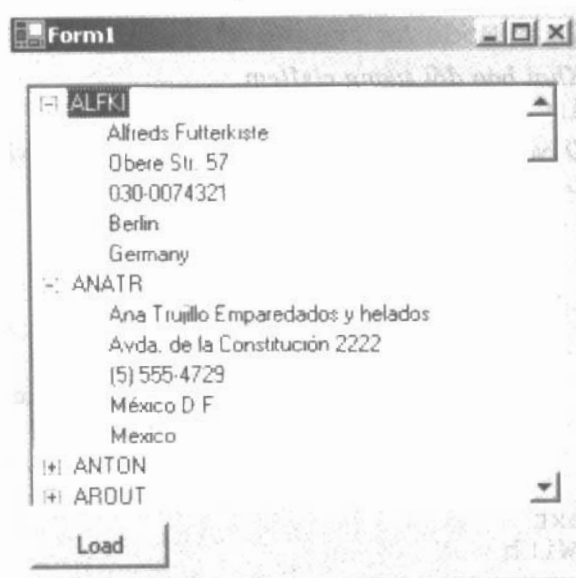 Form1
ALFKI
Alfreds Futterkiste
Obere Str. 57
030-0074321
Berlin
Germany
ANATR
Ana Trujillo Emparedados y helados
Avda. de la Constitución 2222
(5) 555-4729
México D F
Mexico
ANTON
AROUT
Load